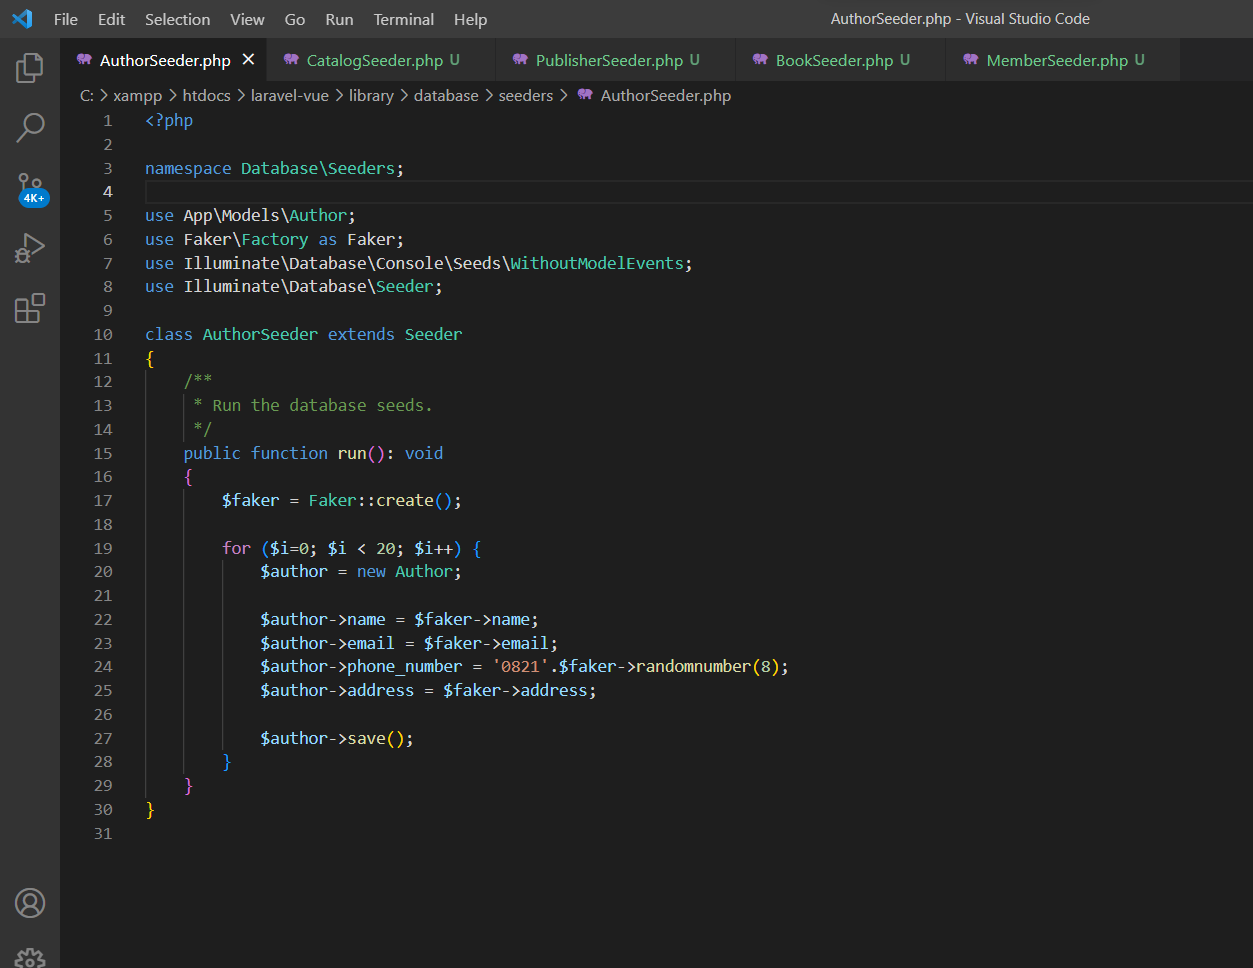 File Edit Selection View Go Run Terminal Help AuthorSeeder.php - Visual Studio Code
AuthorSeeder.php CatalogSeeder.php U PublisherSeeder.php U BookSeeder.php U MemberSeeder.php U
C: > xampp > htdocs > laravel-vue > library > database > seeders > AuthorSeeder.php
4K+
1 <?php
2
3 namespace Database\Seeders;
4
5 use App\Models\Author;
6 use Faker\Factory as Faker;
7 use Illuminate\Database\Console\Seeds\WithoutModelEvents;
8 use Illuminate\Database\Seeder;
9
10 class AuthorSeeder extends Seeder
11 {
12     /**
13      * Run the database seeds.
14      */
15     public function run(): void
16     {
17         $faker = Faker::create();
18
19         for ($i=0; $i < 20; $i++) {
20             $author = new Author;
21
22             $author->name = $faker->name;
23             $author->email = $faker->email;
24             $author->phone_number = '0821'.$faker->randomnumber(8);
25             $author->address = $faker->address;
26
27             $author->save();
28         }
29     }
30 }
31